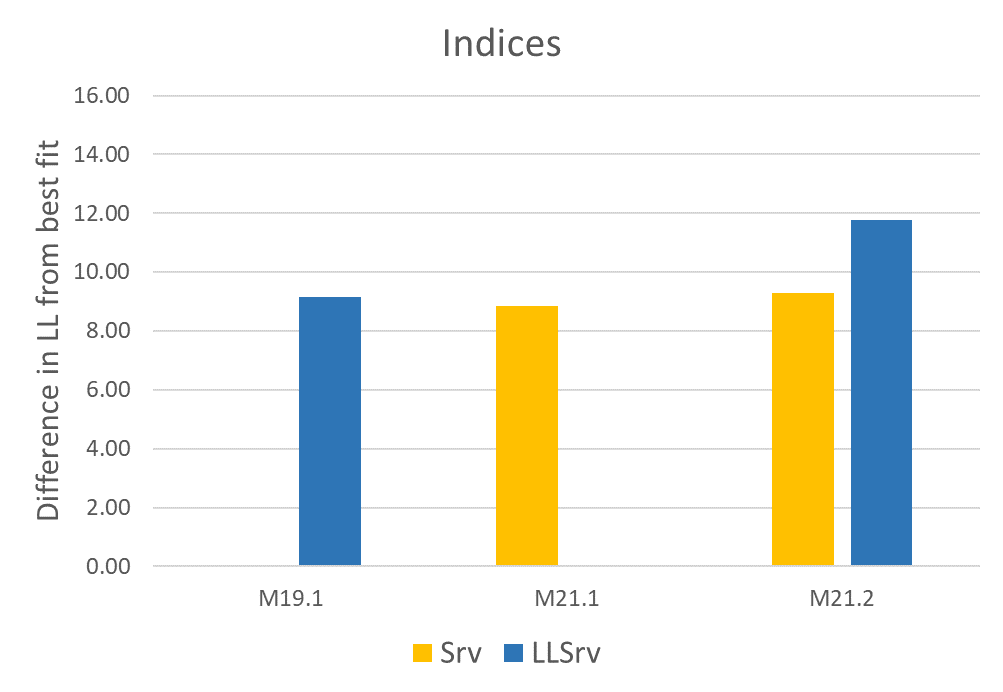 Indices
Difference in LL from best fit
16.00
14.00
12.00
10.00
8.00
6.00
4.00
2.00
0.00
M19.1 M21.1 M21.2
Srv LLSrv